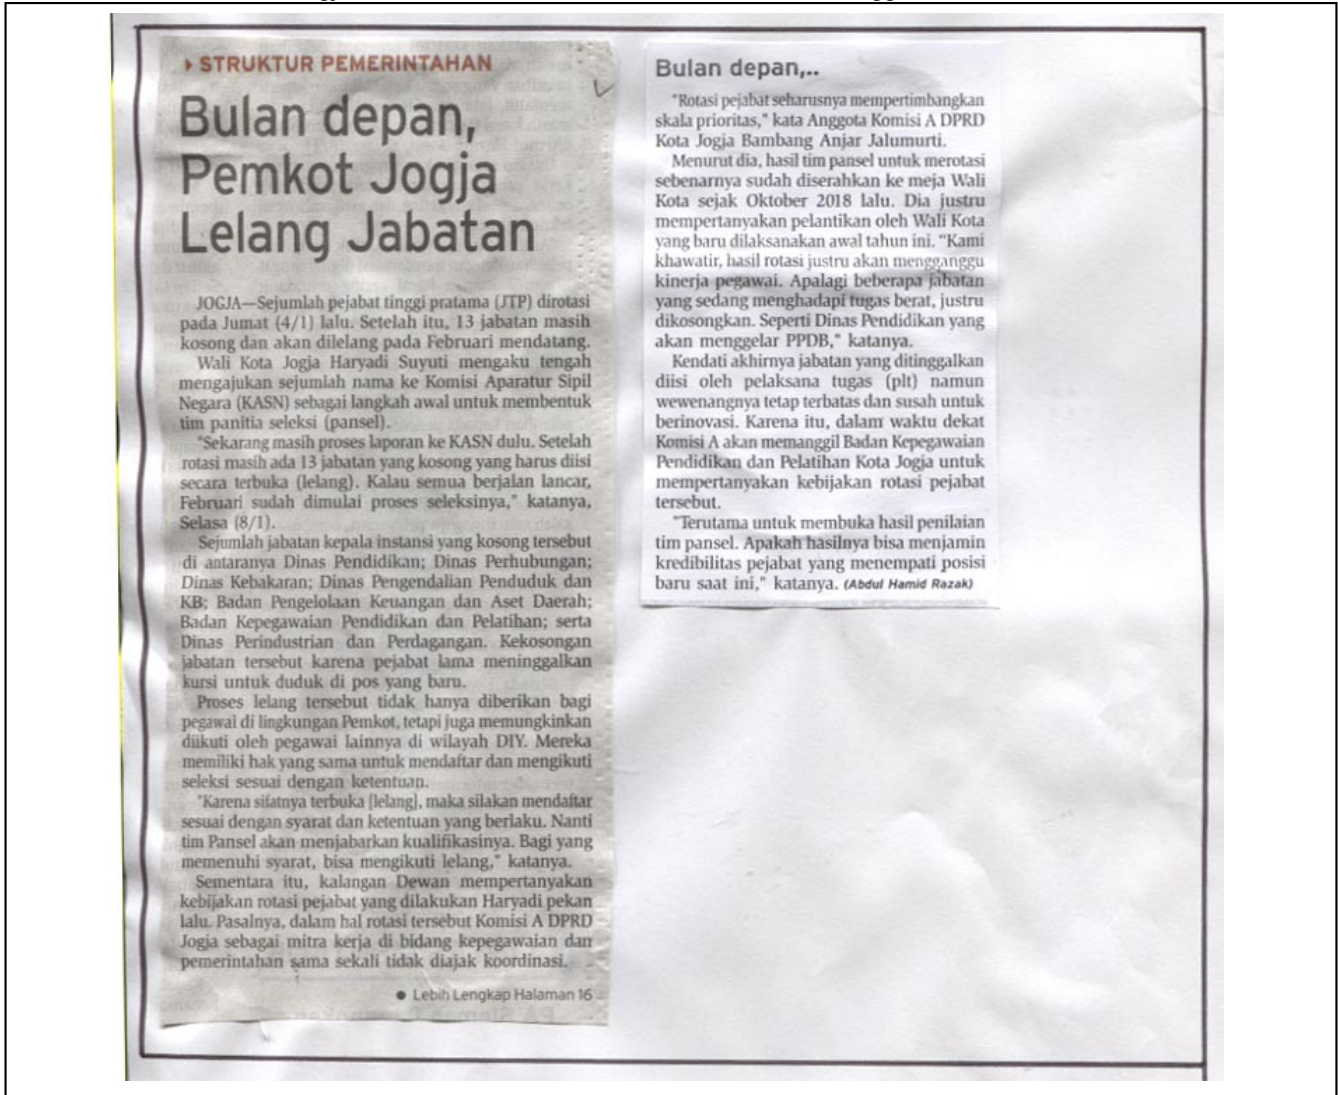 STRUKTUR PEMERINTAHAN
Bulan depan,
Pemkot Jogja
Lelang Jabatan
JOGJA—Sejumlah pejabat tinggi pratama (JTP) dirotasi
pada Jumat (4/1) lalu. Setelah itu, 13 jabatan masih
kosong dan akan dilelang pada Februari mendatang.
Wali Kota Jogja Haryadi Suyuti mengaku tengah
mengajukan sejumlah nama ke Komisi Aparatur Sipil
Negara (KASN) sebagai langkah awal untuk membentuk
tim panitia seleksi (pansel).
"Sekarang masih proses laporan ke KASN dulu. Setelah
rotasi masih ada 13 jabatan yang kosong yang harus diisi
secara terbuka (lelang). Kalau semua berjalan lancar,
Februari sudah dimulai proses seleksinya," katanya,
Selasa (8/1).
Sejumlah jabatan kepala instansi yang kosong tersebut
di antaranya Dinas Pendidikan; Dinas Perhubungan;
Dinas Kebakaran; Dinas Pengendalian Penduduk dan
KB; Badan Pengelolaan Keuangan dan Aset Daerah;
Badan Kepegawaian Pendidikan dan Pelatihan; serta
Dinas Perindustrian dan Perdagangan. Kekosongan
jabatan tersebut karena pejabat lama meninggalkan
kursi untuk duduk di pos yang baru.
Proses lelang tersebut tidak hanya diberikan bagi
pegawai di lingkungan Pemkot, tetapi juga memungkinkan
diikuti oleh pegawai lainnya di wilayah DIY. Mereka
memiliki hak yang sama untuk mendaftar dan mengikuti
seleksi sesuai dengan ketentuan.
"Karena sifatnya terbuka [lelang], maka silakan mendaftar
sesuai dengan syarat dan ketentuan yang berlaku. Nanti
tim Pansel akan menjabarkan kualifikasinya. Bagi yang
memenuhi syarat, bisa mengikuti lelang," katanya.
Sementara itu, kalangan Dewan mempertanyakan
kebijakan rotasi pejabat yang dilakukan Haryadi pekan
lalu. Pasalnya, dalam hal rotasi tersebut Komisi A DPRD
Jogja sebagai mitra kerja di bidang kepegawaian dan
pemerintahan sama sekali tidak diajak koordinasi.
● Lebih Lengkap Halaman 16
Bulan depan,..
"Rotasi pejabat seharusnya mempertimbangkan
skala prioritas," kata Anggota Komisi A DPRD
Kota Jogja Bambang Anjar Jalumurti.
Menurut dia, hasil tim pansel untuk merotasi
sebenarnya sudah diserahkan ke meja Wali
Kota sejak Oktober 2018 lalu. Dia justru
mempertanyakan pelantikan oleh Wali Kota
yang baru dilaksanakan awal tahun ini. "Kami
khawatir, hasil rotasi justru akan mengganggu
kinerja pegawai. Apalagi beberapa jabatan
yang sedang menghadapi tugas berat, justru
dikosongkan. Seperti Dinas Pendidikan yang
akan menggelar PPDB," katanya.
Kendati akhirnya jabatan yang ditinggalkan
diisi oleh pelaksana tugas (plt) namun
wewenangnya tetap terbatas dan susah untuk
berinovasi. Karena itu, dalam waktu dekat
Komisi A akan memanggil Badan Kepegawaian
Pendidikan dan Pelatihan Kota Jogja untuk
mempertanyakan kebijakan rotasi pejabat
tersebut.
"Terutama untuk membuka hasil penilaian
tim pansel. Apakah hasilnya bisa menjamin
kredibilitas pejabat yang menempati posisi
baru saat ini," katanya. (Abdul Hamid Razak)